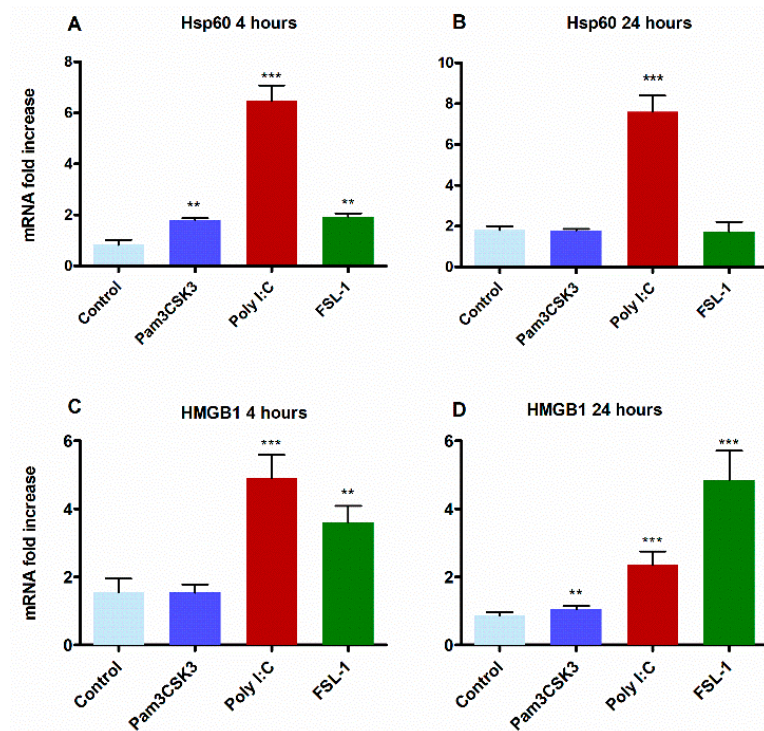 A
Hsp60 4 hours
mRNA fold increase
8
6
4
2
0
***
**
**
Control
Pam3CSK3
Poly I:C
FSL-1
B
Hsp60 24 hours
10
8
6
4
2
0
***
Control
Pam3CSK3
Poly I:C
FSL-1
C
HMGB1 4 hours
mRNA fold increase
6
4
2
0
***
**
Control
Pam3CSK3
Poly I:C
FSL-1
D
HMGB1 24 hours
6
4
2
0
***
***
**
Control
Pam3CSK3
Poly I:C
FSL-1